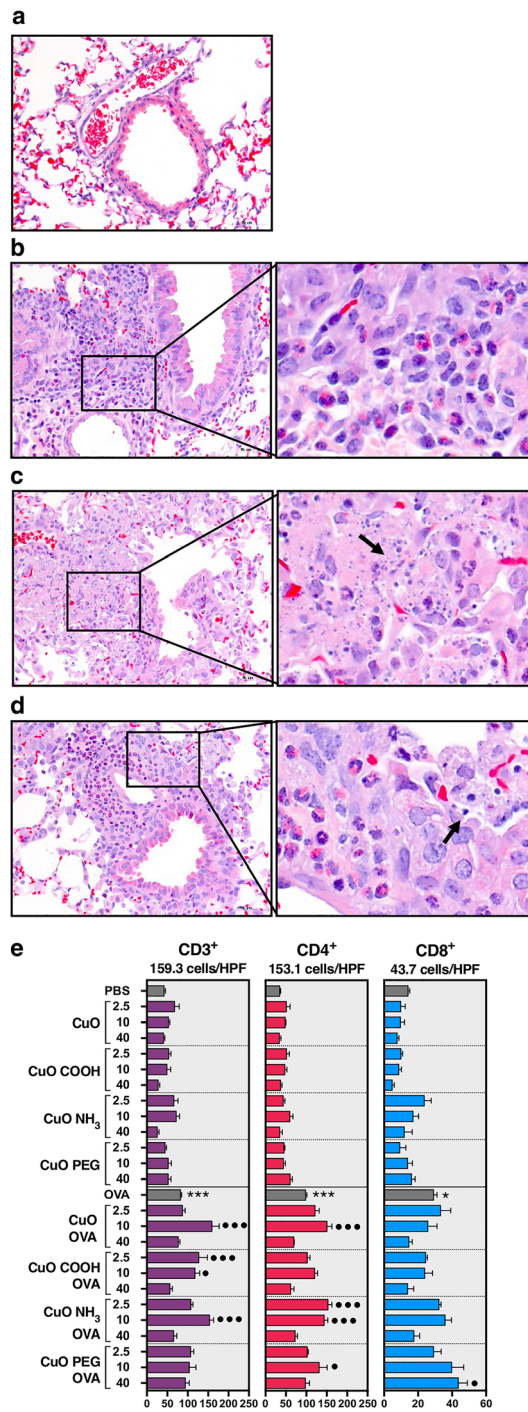 a
b
c
d
e
CD3⁺ CD4⁺ CD8⁺
159.3 cells/HPF 153.1 cells/HPF 43.7 cells/HPF
PBS
CuO 2.5
10
40
CuO COOH 2.5
10
40
CuO NH₃ 2.5
10
40
CuO PEG 2.5
10
40
OVA *** *** *
CuO OVA 2.5
10 ●●● ●●●
40
CuO COOH OVA 2.5 ●●●
10 ●
40
CuO NH₃ OVA 2.5 ●●●
10 ●●● ●●●
40
CuO PEG OVA 2.5
10 ●
40 ●
0 50 100 150 200 250 0 50 100 150 200 250 0 20 40 60